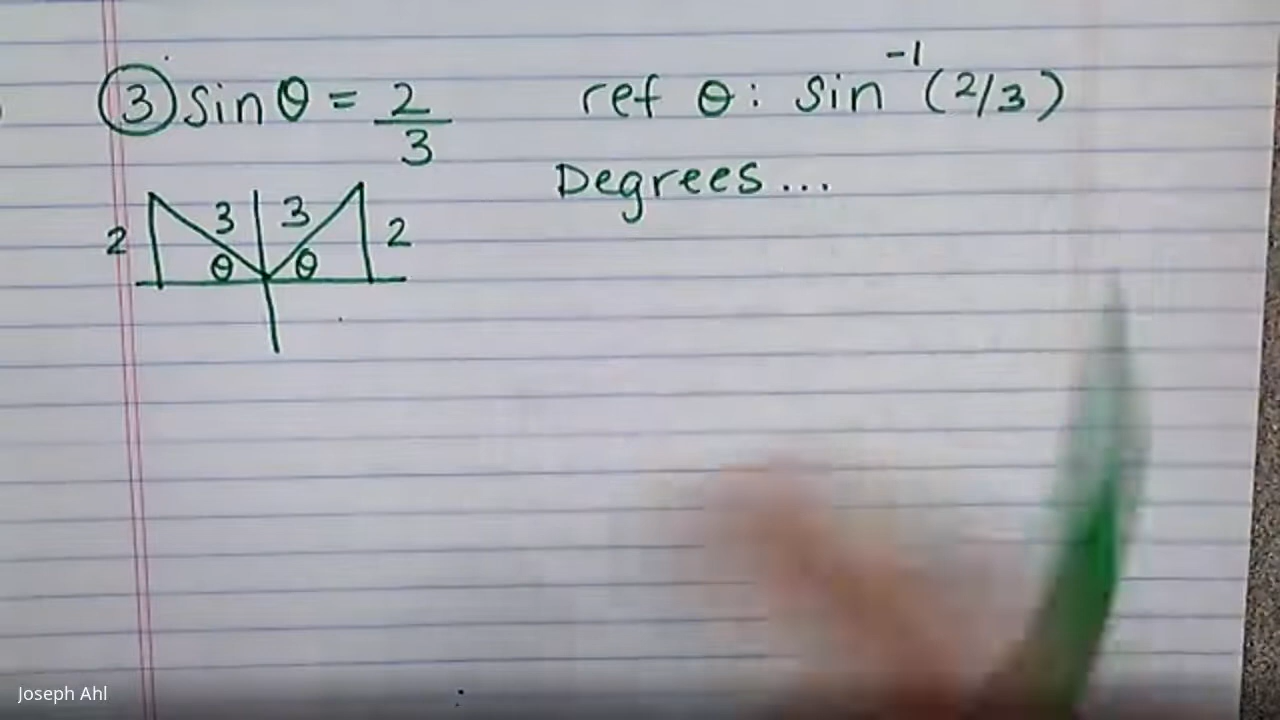 ③ sin θ = 2/3
ref θ: sin⁻¹(2/3)
Degrees...
2 3 3 2
θ θ
Joseph Ahl